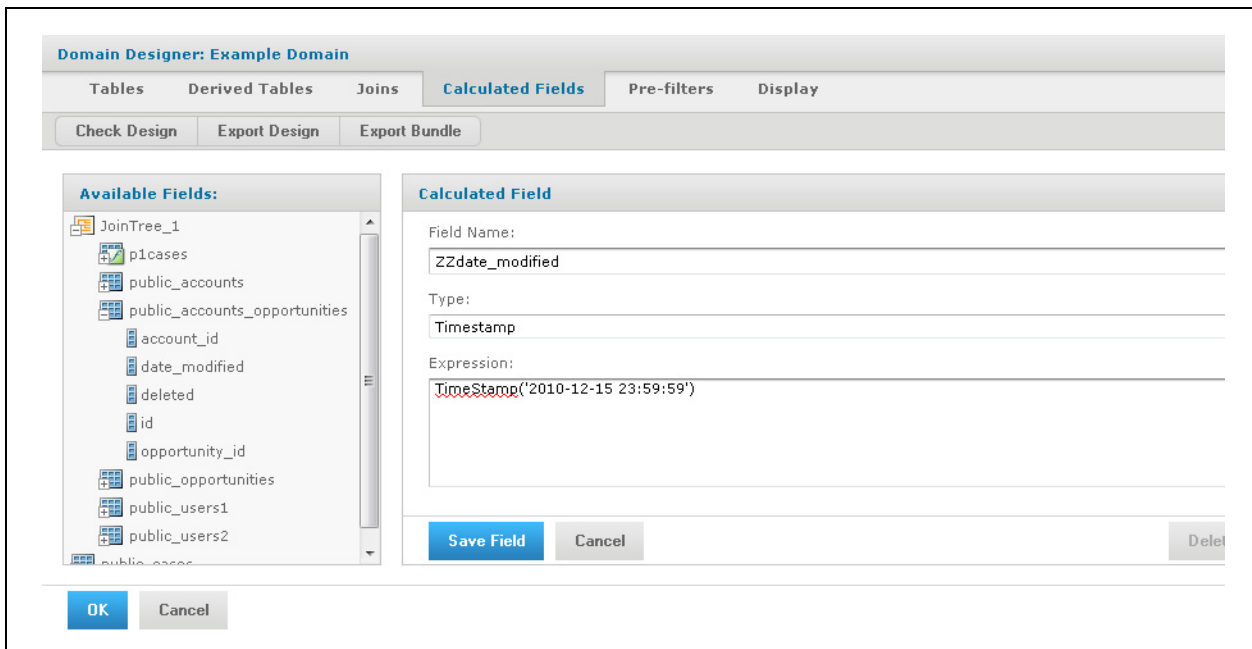 Domain Designer: Example Domain
Tables Derived Tables Joins Calculated Fields Pre-filters Display
Check Design Export Design Export Bundle
Available Fields:
JoinTree_1
p1cases
public_accounts
public_accounts_opportunities
account_id
date_modified
deleted
id
opportunity_id
public_opportunities
public_users1
public_users2
Calculated Field
Field Name:
ZZdate_modified
Type:
Timestamp
Expression:
TimeStamp('2010-12-15 23:59:59')
Save Field Cancel
OK Cancel